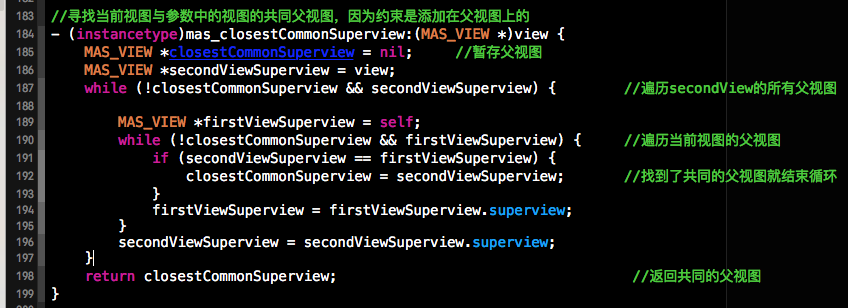 183 //寻找当前视图与参数中的视图的共同父视图，因为约束是添加在父视图上的
184 - (instancetype)mas_closestCommonSuperview:(MAS_VIEW *)view {
185 MAS_VIEW *closestCommonSuperview = nil; //暂存父视图
186 MAS_VIEW *secondViewSuperview = view;
187 while (!closestCommonSuperview && secondViewSuperview) { //遍历secondView的所有父视图
188
189 MAS_VIEW *firstViewSuperview = self;
190 while (!closestCommonSuperview && firstViewSuperview) { //遍历当前视图的父视图
191 if (secondViewSuperview == firstViewSuperview) {
192 closestCommonSuperview = secondViewSuperview; //找到了共同的父视图就结束循环
193 }
194 firstViewSuperview = firstViewSuperview.superview;
195 }
196 secondViewSuperview = secondViewSuperview.superview;
197 }
198 return closestCommonSuperview; //返回共同的父视图
199 }